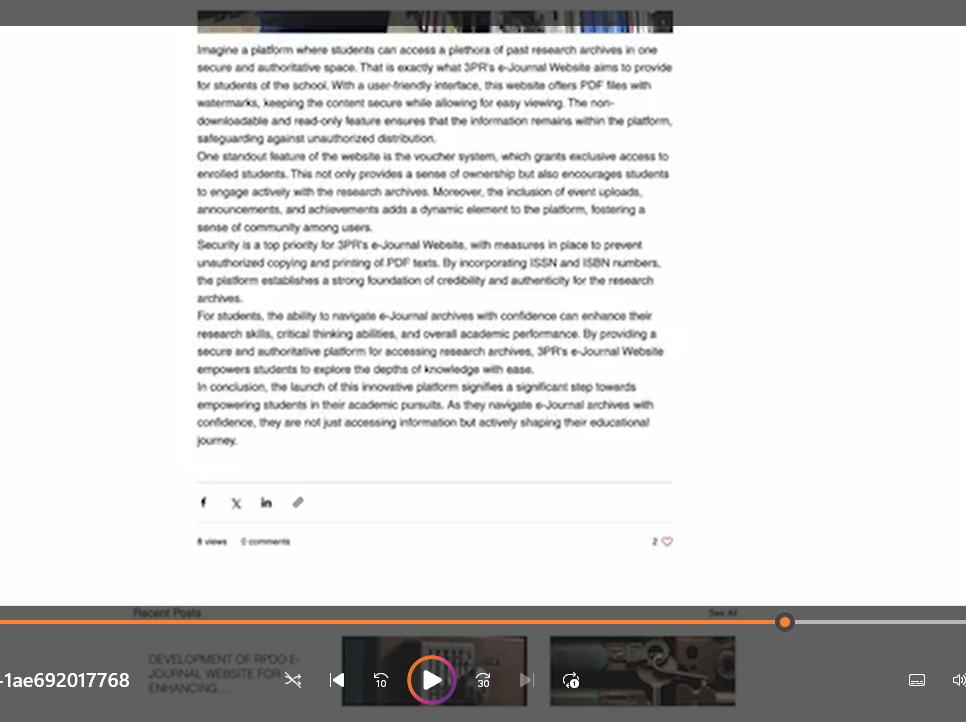 Imagine a platform where students can access a plethora of past research archives in one
secure and authoritative space. That is exactly what 3PR's e-Journal Website aims to provide
for students of the school. With a user-friendly interface, this website offers PDF files with
watermarks, keeping the content secure while allowing for easy viewing. The non-
downloadable and read-only feature ensures that the information remains within the platform,
safeguarding against unauthorized distribution.
One standout feature of the website is the voucher system, which grants exclusive access to
enrolled students. This not only provides a sense of ownership but also encourages students
to engage actively with the research archives. Moreover, the inclusion of event uploads,
announcements, and achievements adds a dynamic element to the platform, fostering a
sense of community among users.
Security is a top priority for 3PR's e-Journal Website, with measures in place to prevent
unauthorized copying and printing of PDF texts. By incorporating ISSN and ISBN numbers,
the platform establishes a strong foundation of credibility and authenticity for the research
archives.
For students, the ability to navigate e-Journal archives with confidence can enhance their
research skills, critical thinking abilities, and overall academic performance. By providing a
secure and authoritative platform for accessing research archives, 3PR's e-Journal Website
empowers students to explore the depths of knowledge with ease.
In conclusion, the launch of this innovative platform signifies a significant step towards
empowering students in their academic pursuits. As they navigate e-Journal archives with
confidence, they are not just accessing information but actively shaping their educational
journey.
8 views 0 comments 2
Recent Posts See All
DEVELOPMENT OF RPDO E-
JOURNAL WEBSITE FOR
ENHANCING...
-1ae692017768
10 30